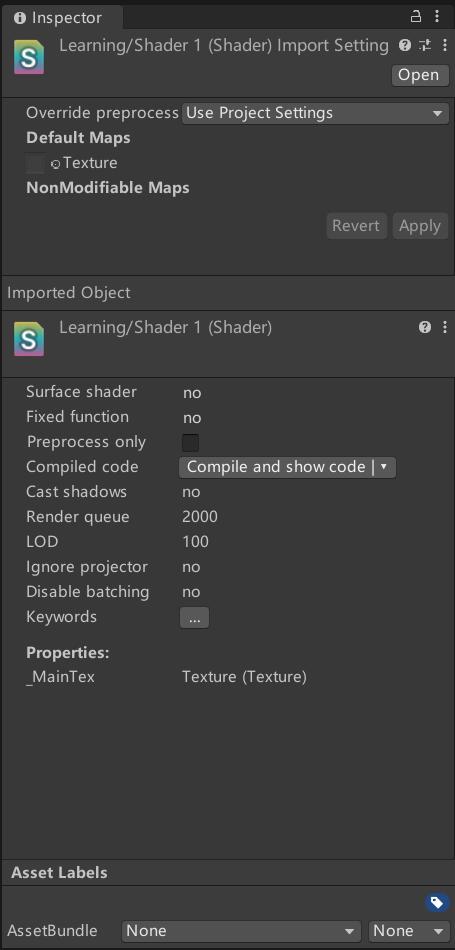 Inspector
Learning/Shader 1 (Shader) Import Setting
Open
Override preprocess Use Project Settings
Default Maps
Texture
NonModifiable Maps
Revert Apply
Imported Object
Learning/Shader 1 (Shader)
Surface shader no
Fixed function no
Preprocess only
Compiled code Compile and show code |
Cast shadows no
Render queue 2000
LOD 100
Ignore projector no
Disable batching no
Keywords ...
Properties:
_MainTex Texture (Texture)
Asset Labels
AssetBundle None None